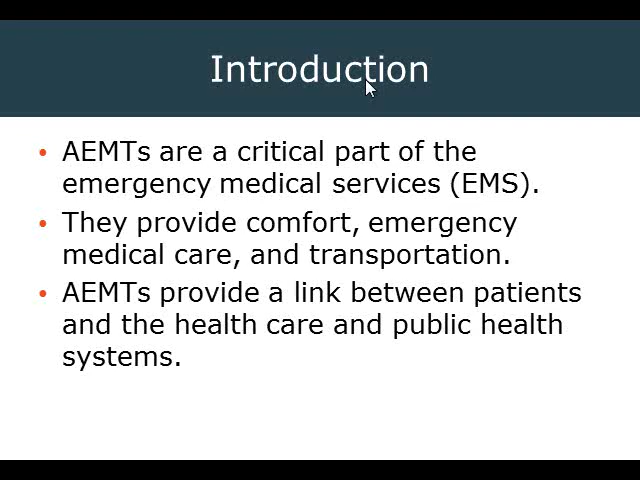 Introduction
• AEMTs are a critical part of the
emergency medical services (EMS).
• They provide comfort, emergency
medical care, and transportation.
• AEMTs provide a link between patients
and the health care and public health
systems.